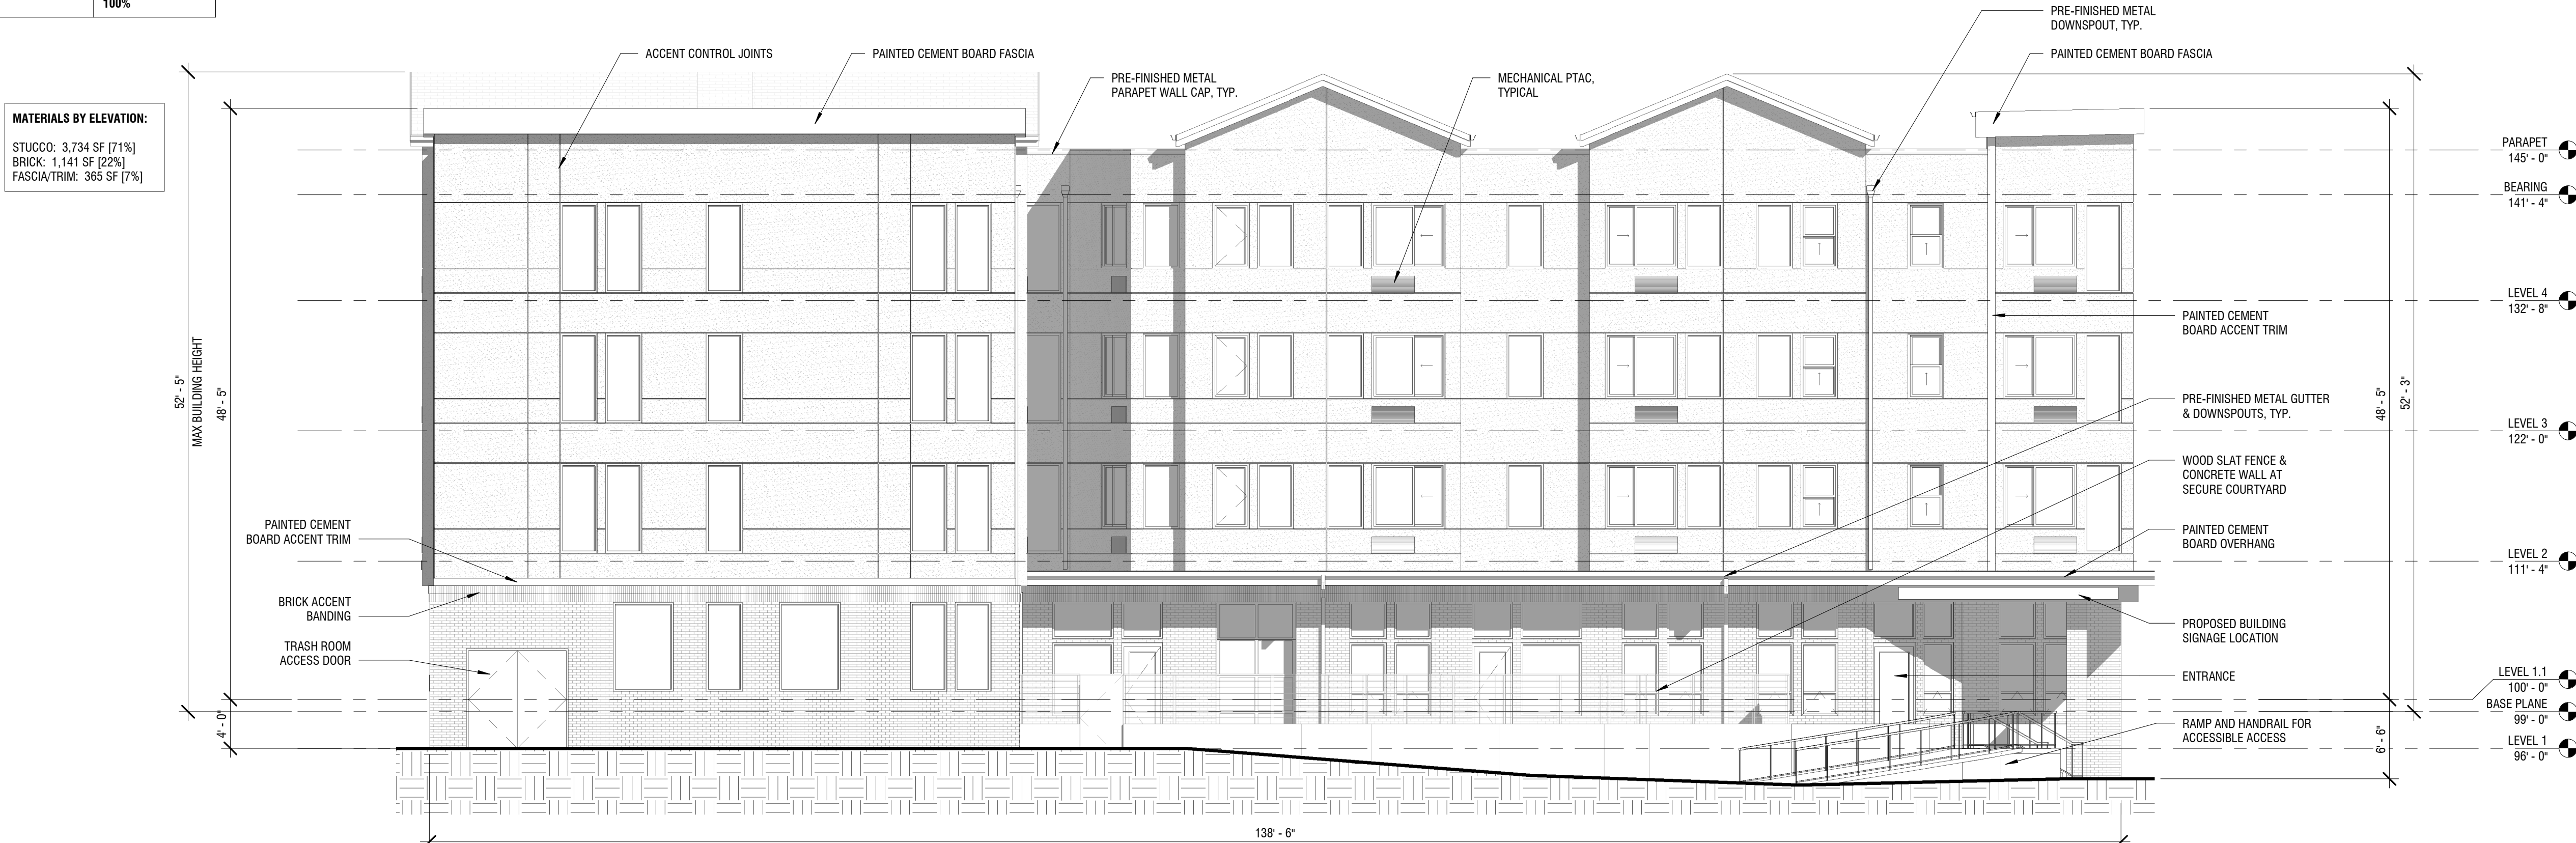 100%
MATERIALS BY ELEVATION:
STUCCO: 3,734 SF [71%]
BRICK: 1,141 SF [22%]
FASCIA/TRIM: 365 SF [7%]
ACCENT CONTROL JOINTS
PAINTED CEMENT BOARD FASCIA
PRE-FINISHED METAL
PARAPET WALL CAP, TYP.
MECHANICAL PTAC,
TYPICAL
PRE-FINISHED METAL
DOWNSPOUT, TYP.
PAINTED CEMENT BOARD FASCIA
52' - 5"
MAX BUILDING HEIGHT
48' - 5"
4' - 0"
PAINTED CEMENT
BOARD ACCENT TRIM
BRICK ACCENT
BANDING
TRASH ROOM
ACCESS DOOR
PAINTED CEMENT
BOARD ACCENT TRIM
PRE-FINISHED METAL GUTTER
& DOWNSPOUTS, TYP.
WOOD SLAT FENCE &
CONCRETE WALL AT
SECURE COURTYARD
PAINTED CEMENT
BOARD OVERHANG
PROPOSED BUILDING
SIGNAGE LOCATION
ENTRANCE
RAMP AND HANDRAIL FOR
ACCESSIBLE ACCESS
48' - 5"
52' - 3"
6' - 6"
PARAPET
145' - 0"
BEARING
141' - 4"
LEVEL 4
132' - 8"
LEVEL 3
122' - 0"
LEVEL 2
111' - 4"
LEVEL 1.1
100' - 0"
BASE PLANE
99' - 0"
LEVEL 1
96' - 0"
138' - 6"